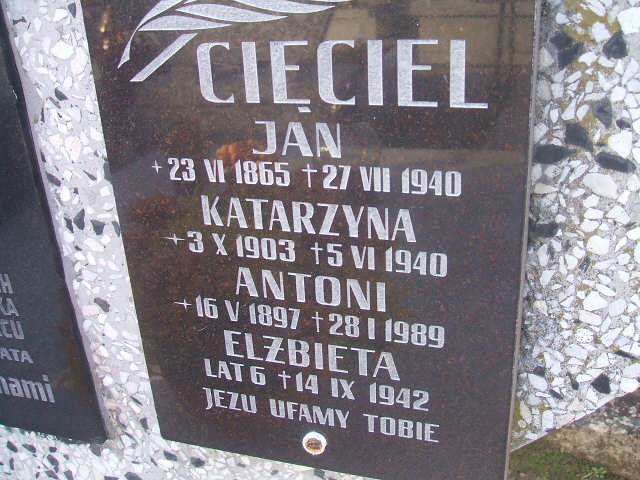 CIĘCIEL
JAN
+ 23 VI 1865 † 27 VII 1940
KATARZYNA
+ 3 X 1903 † 5 VI 1940
ANTONI
+ 16 V 1897 † 28 I 1989
ELŻBIETA
LAT 6 † 14 IX 1942
JEZU UFAMY TOBIE